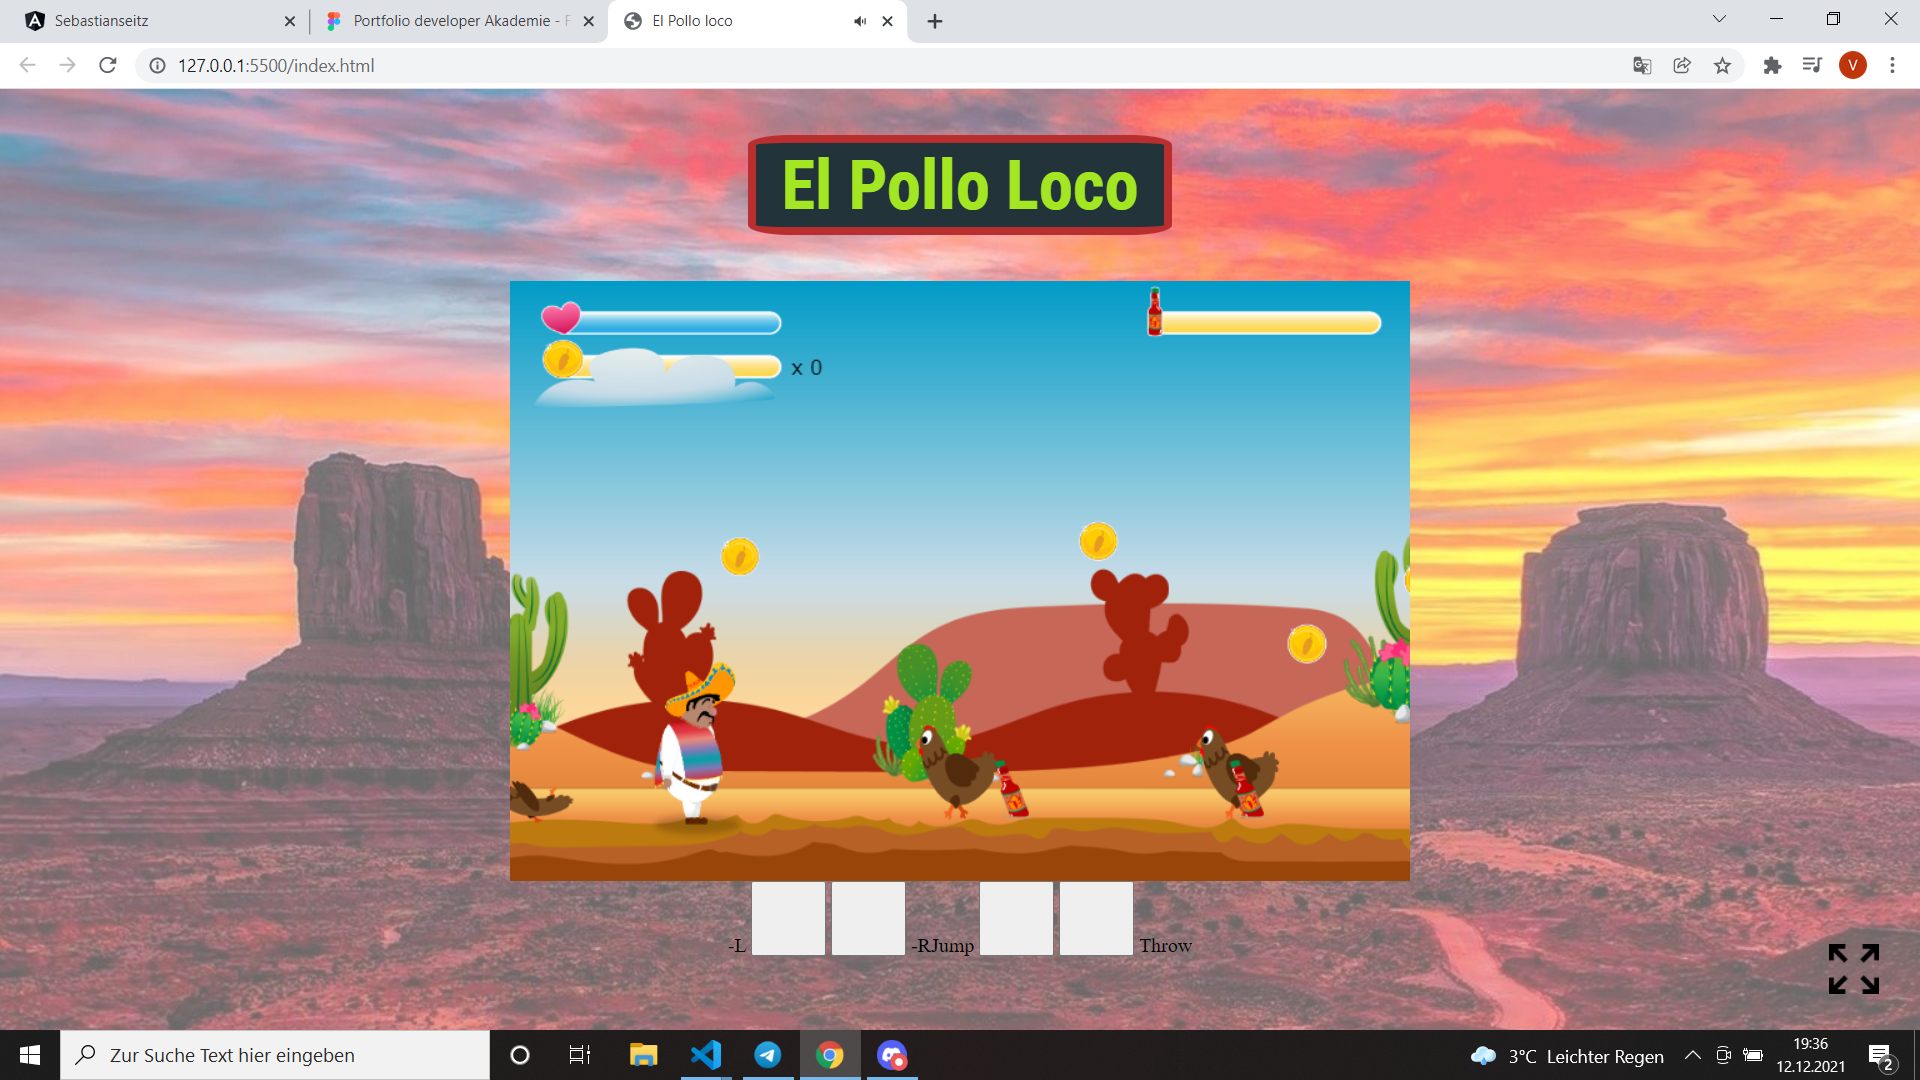 Sebastianseitz
Portfolio developer Akademie - F
El Pollo loco
127.0.0.1:5500/index.html
V
El Pollo Loco
x 0
-L
-RJump
Throw
Zur Suche Text hier eingeben
3°C Leichter Regen
19:36
12.12.2021
2